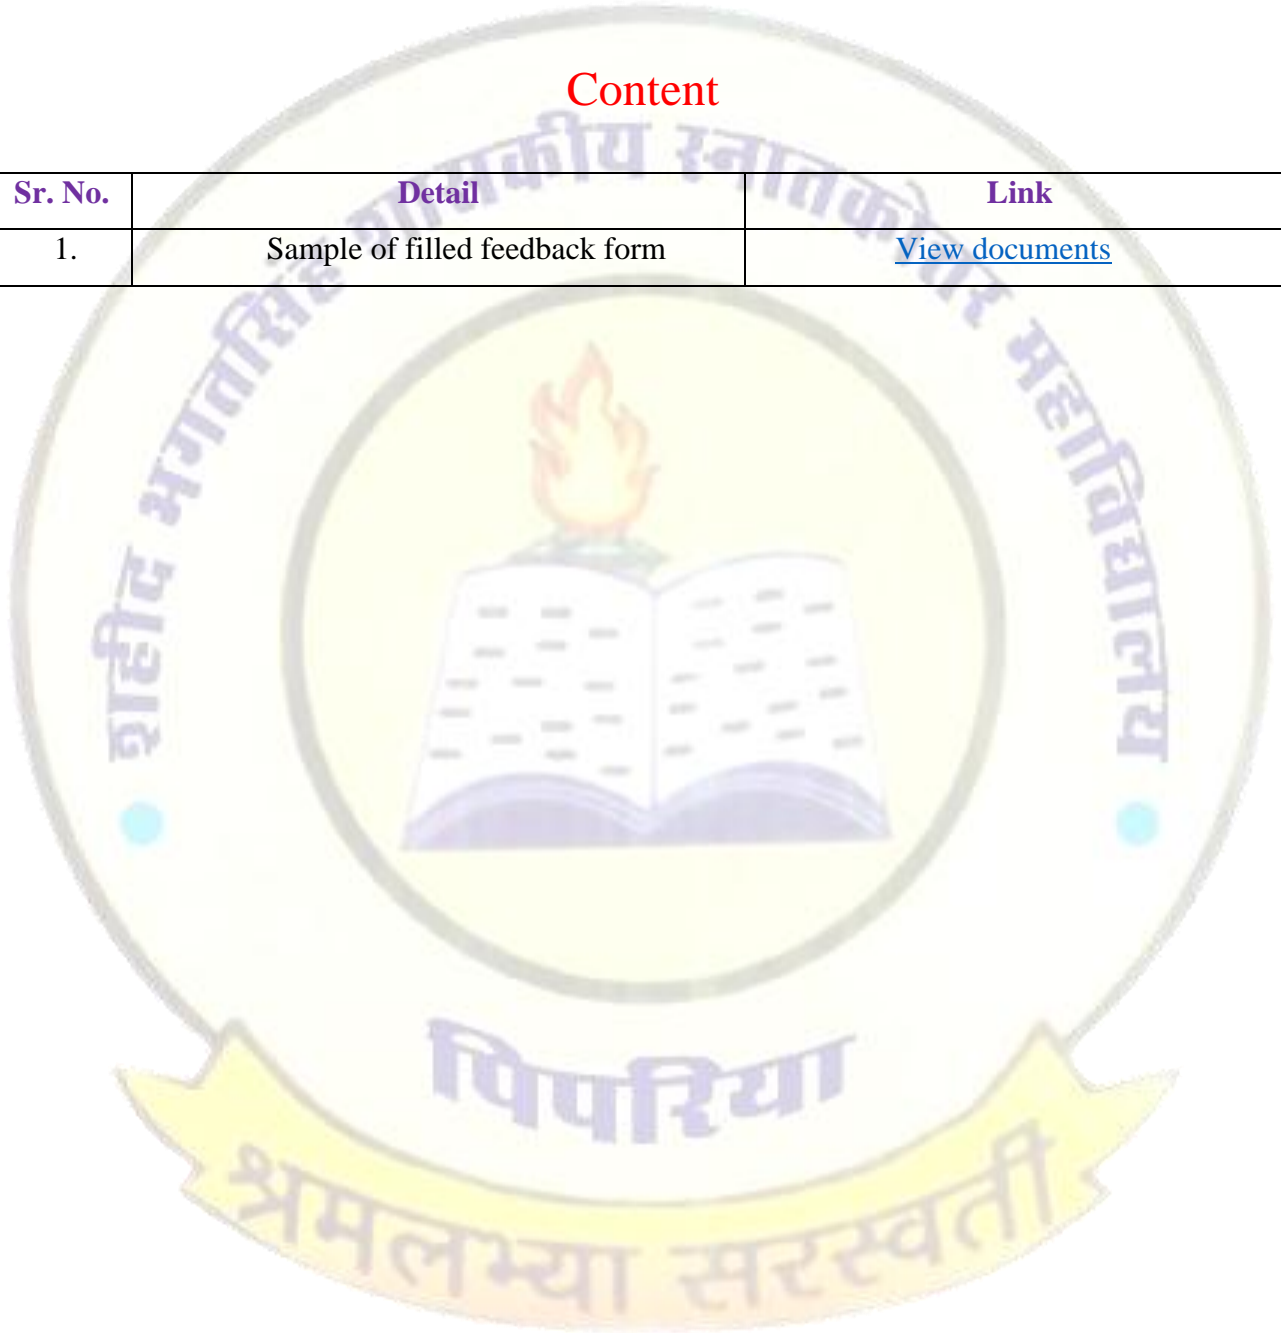 Content
Sr. No. Detail Link
1. Sample of filled feedback form View documents
शहीद भगतसिंह शासकीय स्नातकोत्तर महाविद्यालय
पिपरिया
श्रमलभ्या सरस्वती